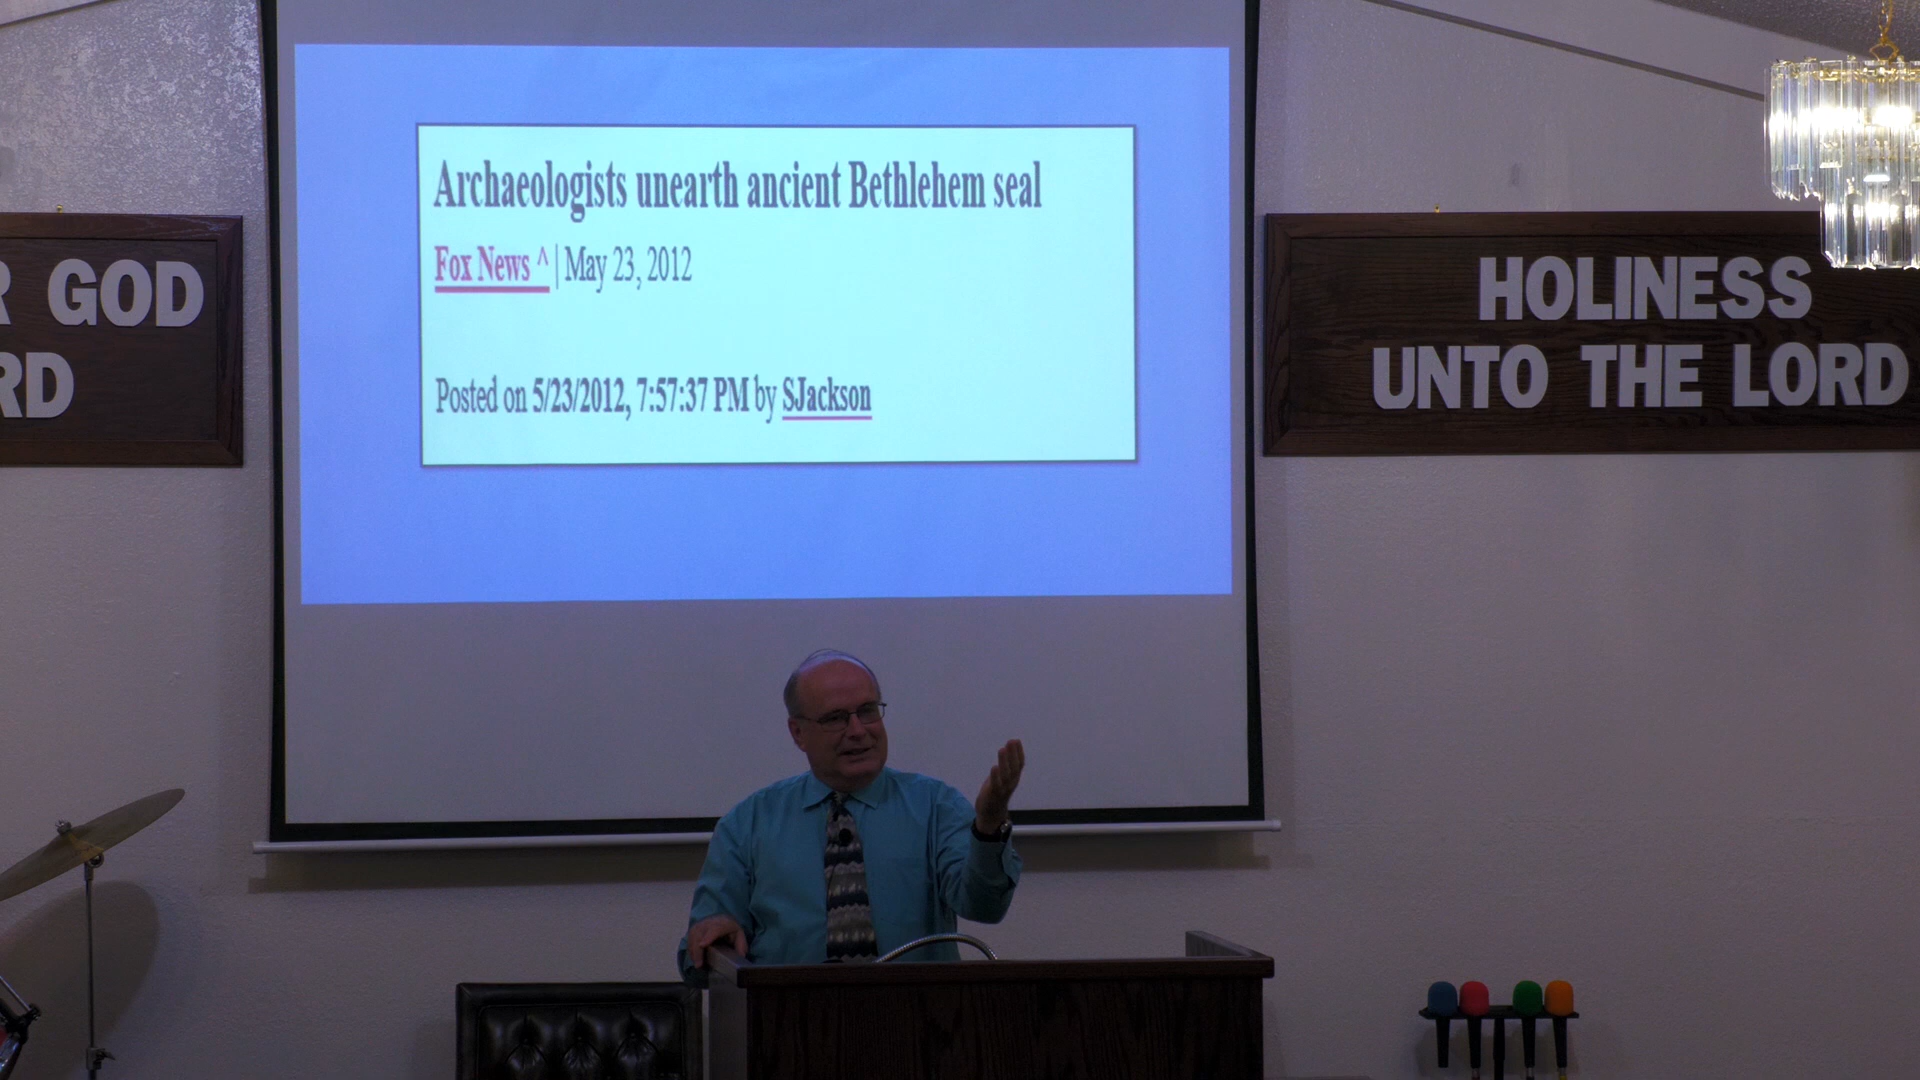 Archaeologists unearth ancient Bethlehem seal
Fox News ^ | May 23, 2012
Posted on 5/23/2012, 7:57:37 PM by SJackson
R GOD
RD
HOLINESS
UNTO THE LORD